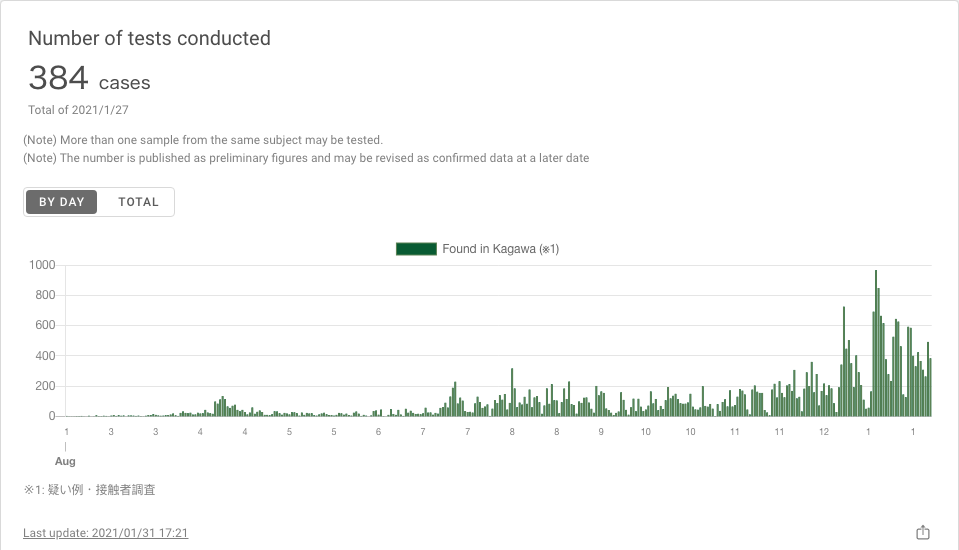 Number of tests conducted
384 cases
Total of 2021/1/27
(Note) More than one sample from the same subject may be tested.
(Note) The number is published as preliminary figures and may be revised as confirmed data at a later date
BY DAY TOTAL
Found in Kagawa (※1)
1000
800
600
400
200
0
1 3 3 4 4 5 5 6 7 7 8 8 9 10 10 11 11 12 1 1
Aug
※1: 疑い例・接触者調査
Last update: 2021/01/31 17:21